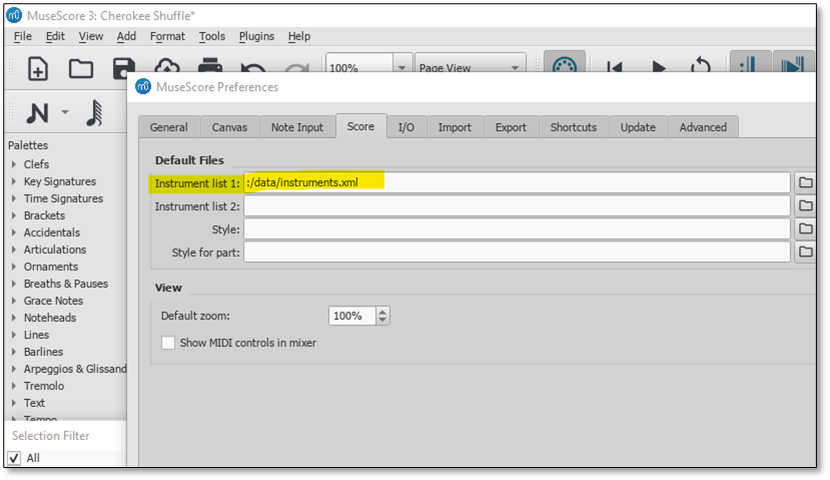 MuseScore 3: Cherokee Shuffle*
File Edit View Add Format Tools Plugins Help
100% Page View
MuseScore Preferences
General Canvas Note Input Score I/O Import Export Shortcuts Update Advanced
Palettes
Clefs
Key Signatures
Time Signatures
Brackets
Accidentals
Articulations
Ornaments
Breaths & Pauses
Grace Notes
Noteheads
Lines
Barlines
Arpeggios & Glissand
Tremolo
Text
Tempo
Selection Filter
All
Default Files
Instrument list 1: :/data/instruments.xml
Instrument list 2:
Style:
Style for part:
View
Default zoom: 100%
Show MIDI controls in mixer